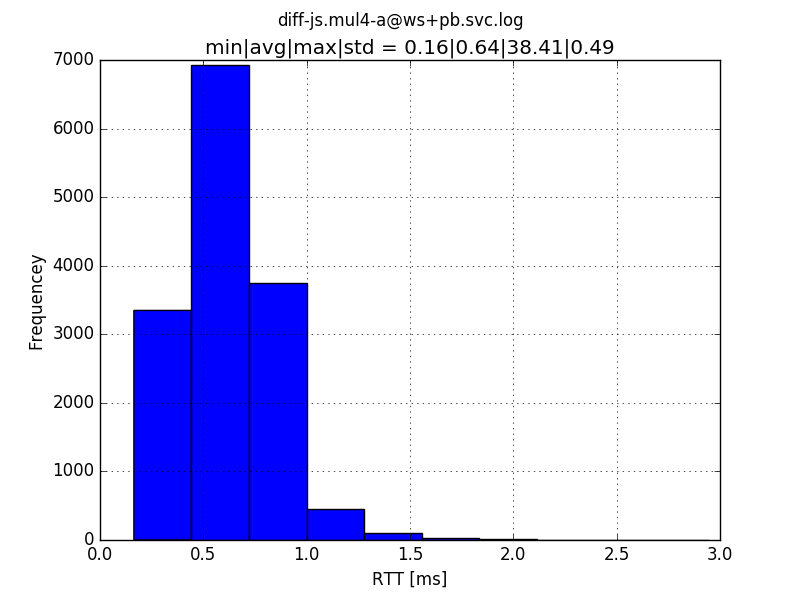 diff-js.mul4-a@ws+pb.svc.log
min|avg|max|std = 0.16|0.64|38.41|0.49
7000
6000
5000
4000
3000
2000
1000
0
Frequencey
0.0 0.5 1.0 1.5 2.0 2.5 3.0
RTT [ms]